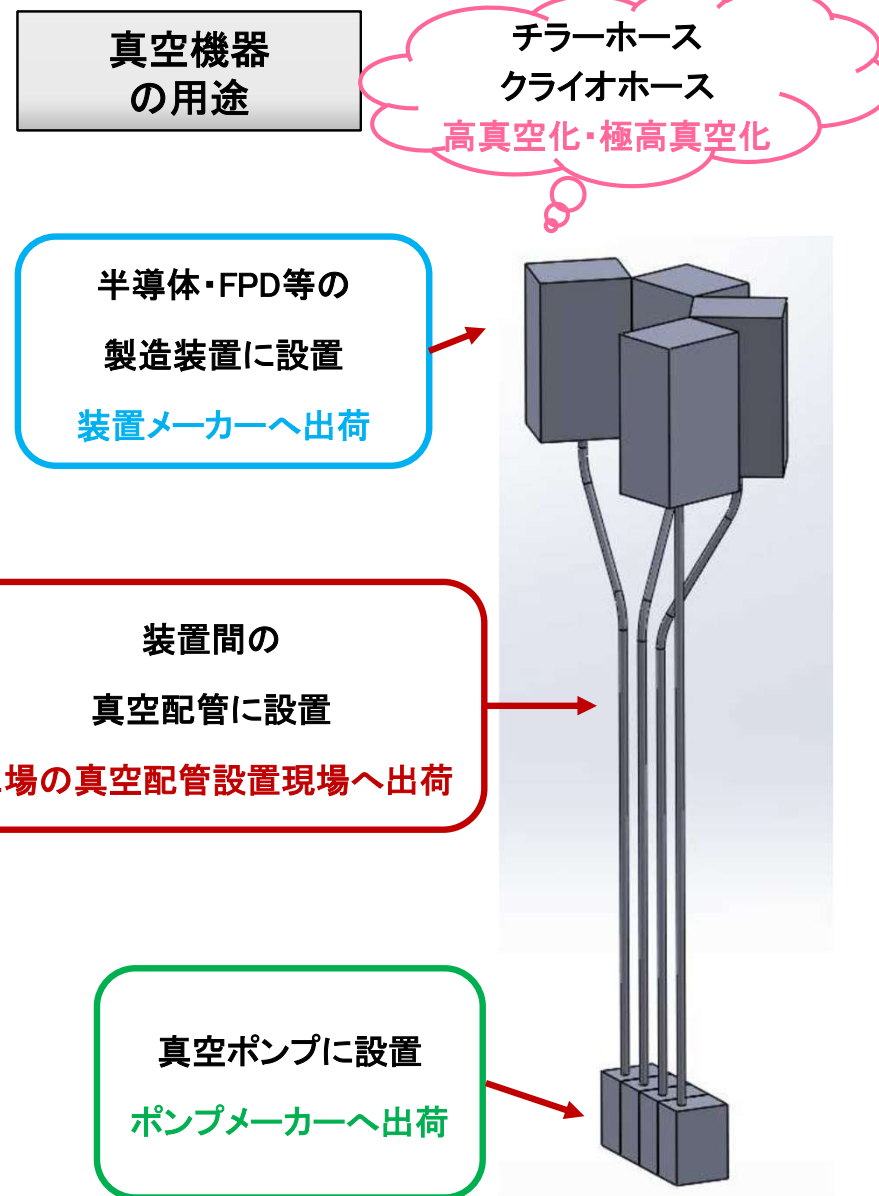 真空機器
の用途
チラーホース
クライオホース
高真空化・極高真空化
半導体・FPD等の
製造装置に設置
装置メーカーへ出荷
装置間の
真空配管に設置
場の真空配管設置現場へ出荷
真空ポンプに設置
ポンプメーカーへ出荷